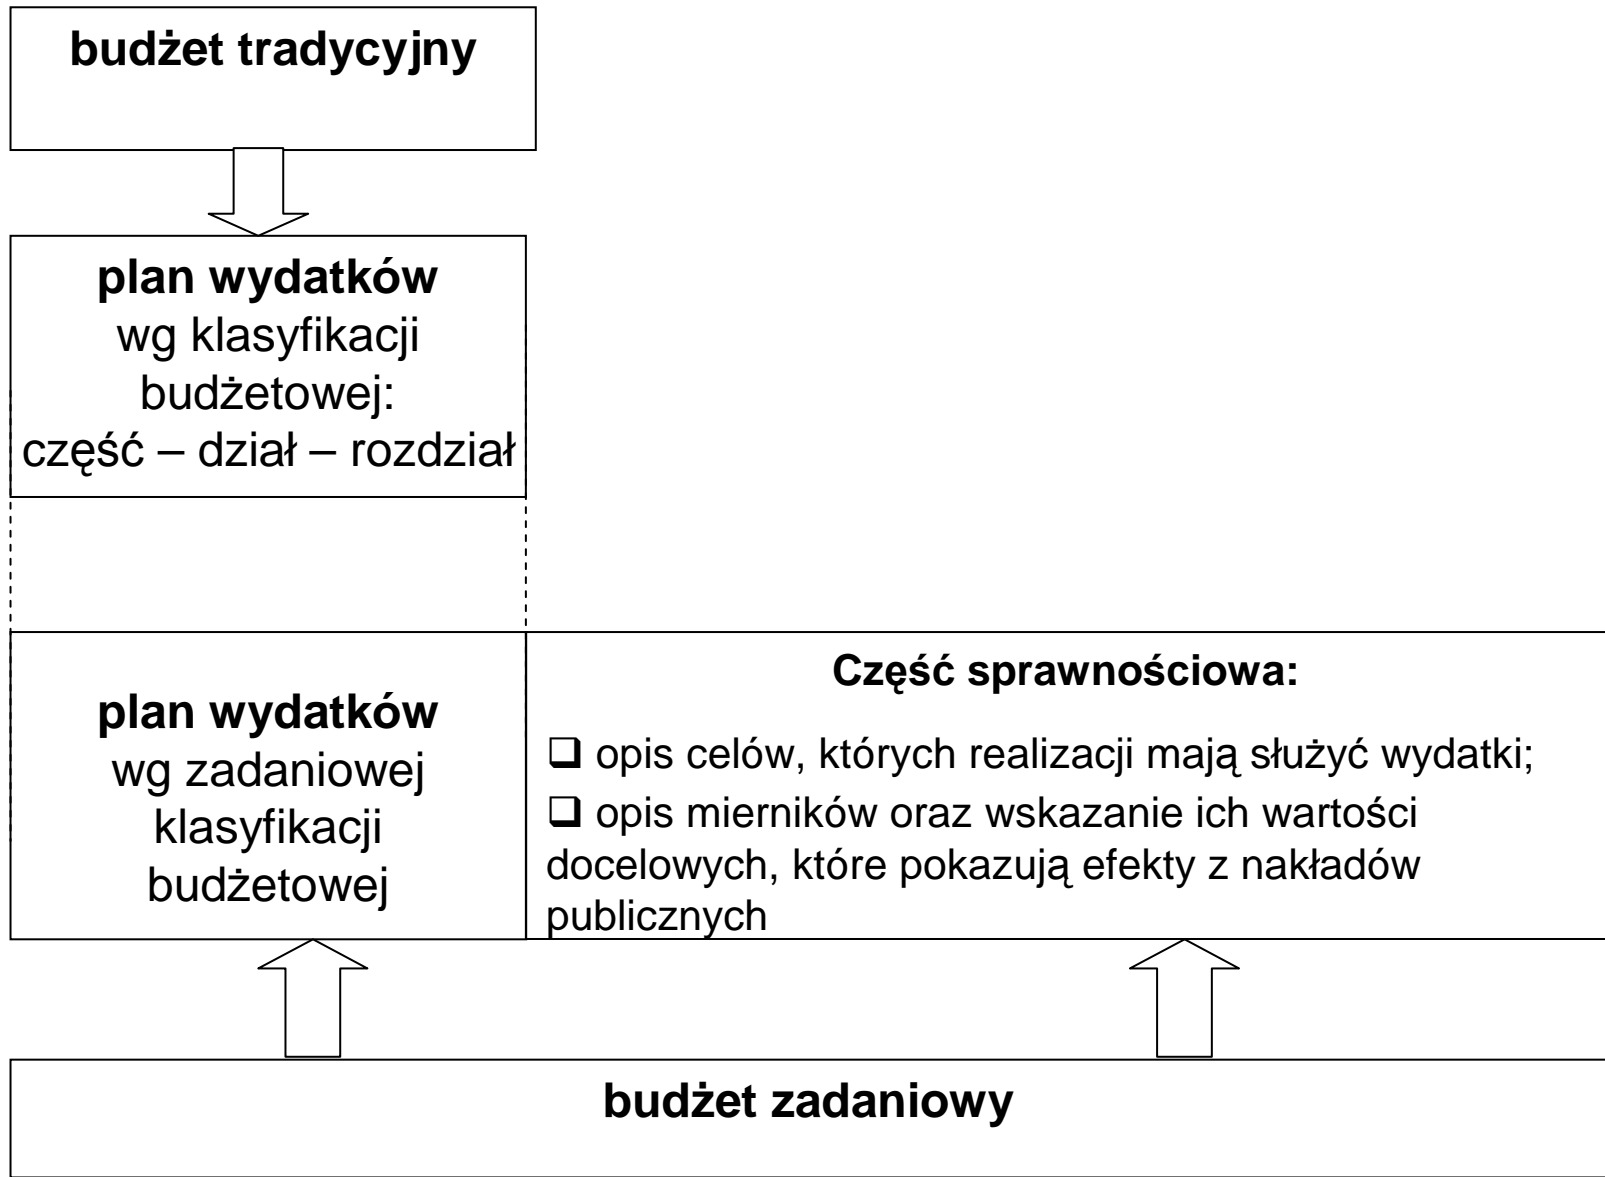 budżet tradycyjny
plan wydatków
wg klasyfikacji
budżetowej:
część – dział – rozdział
plan wydatków
wg zadaniowej
klasyfikacji
budżetowej
Część sprawnościowa:
❑ opis celów, których realizacji mają służyć wydatki;
❑ opis mierników oraz wskazanie ich wartości
docelowych, które pokazują efekty z nakładów
publicznych
budżet zadaniowy